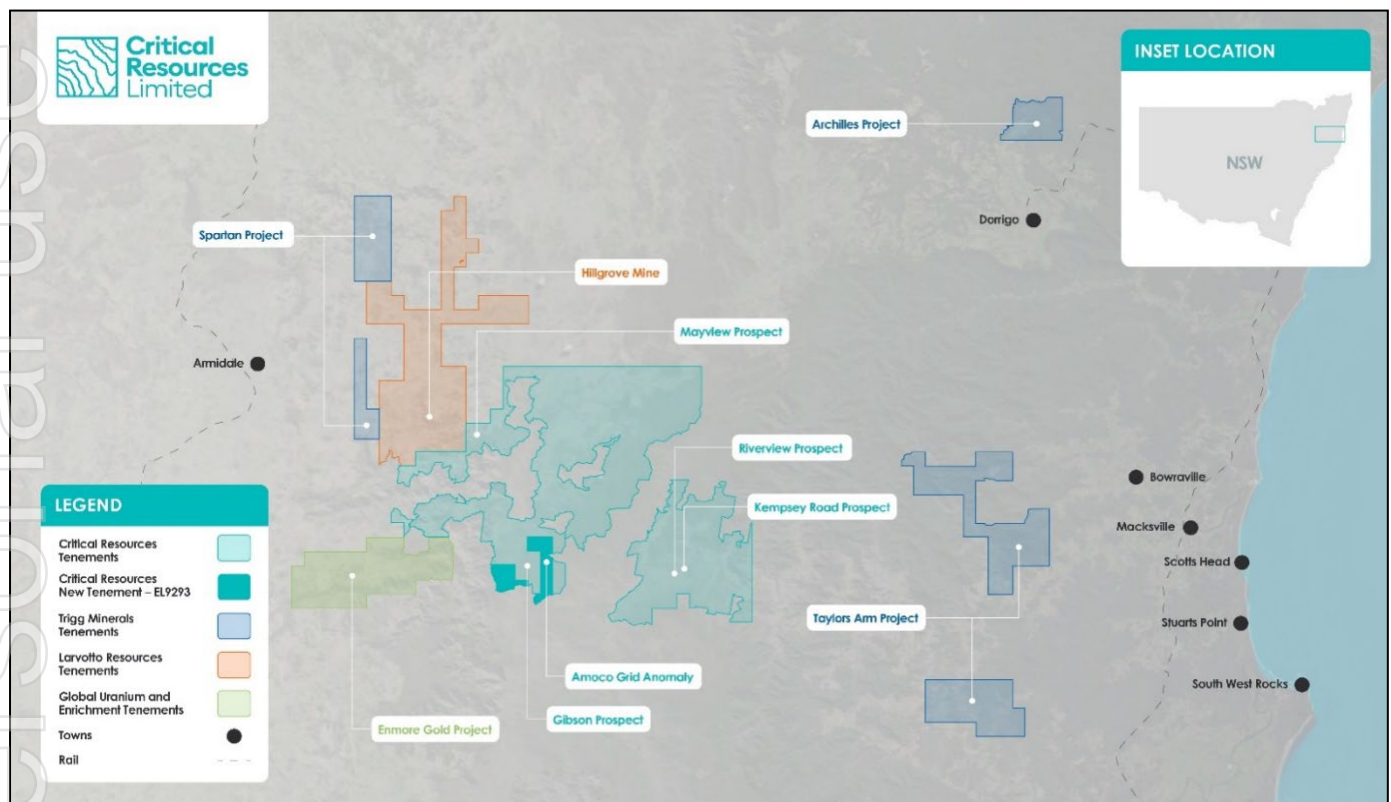 Critical
Resources
Limited
INSET LOCATION
NSW
Archilles Project
Dorrigo
Spartan Project
Hillgrove Mine
Mayview Prospect
Armidale
Riverview Prospect
Bowraville
Kempsey Road Prospect
Macksville
Scotts Head
Taylors Arm Project
Stuarts Point
Amoco Grid Anomaly
South West Rocks
Gibson Prospect
Enmore Gold Project
LEGEND
Critical Resources
Tenements
Critical Resources
New Tenement – EL9293
Trigg Minerals
Tenements
Larvotto Resources
Tenements
Global Uranium and
Enrichment Tenements
Towns
Rail